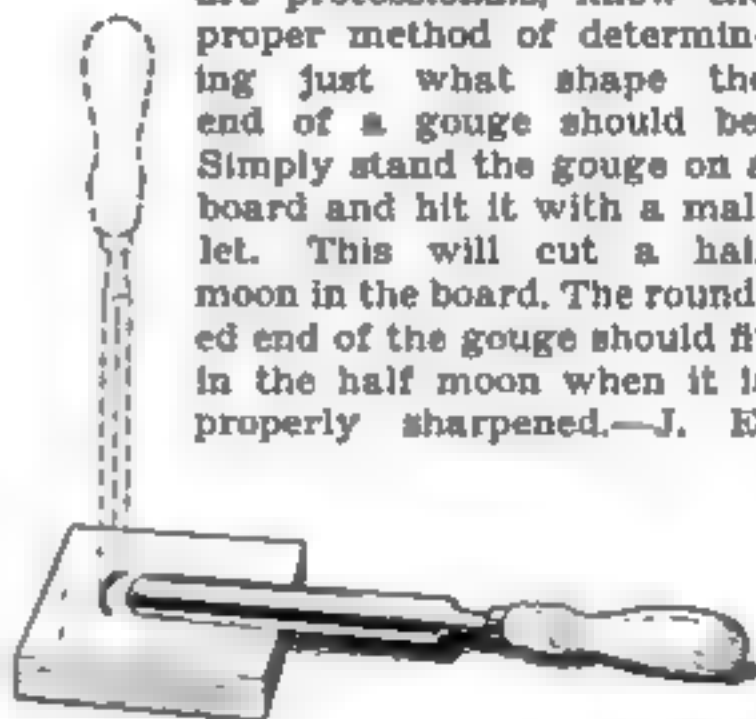 proper method of determin-
ing just what shape the
end of a gouge should be
Simply stand the gouge on a
board and hit it with a mal-
let. This will cut a hal
moon in the board. The round-
ed end of the gouge should fi
in the half moon when it is
properly sharpened.—J. E